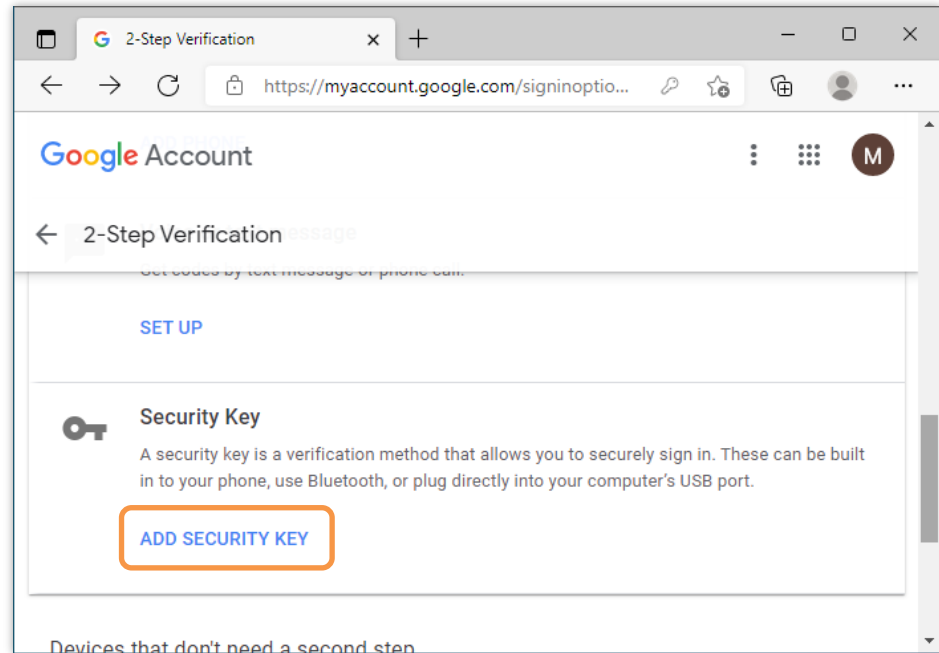 2-Step Verification
https://myaccount.google.com/signinoptio...
ADD PHONE
Google Account
M
2-Step Verification
message
Get codes by text message or phone call.
SET UP
Security Key
A security key is a verification method that allows you to securely sign in. These can be built
in to your phone, use Bluetooth, or plug directly into your computer's USB port.
ADD SECURITY KEY
Devices that don't need a second step